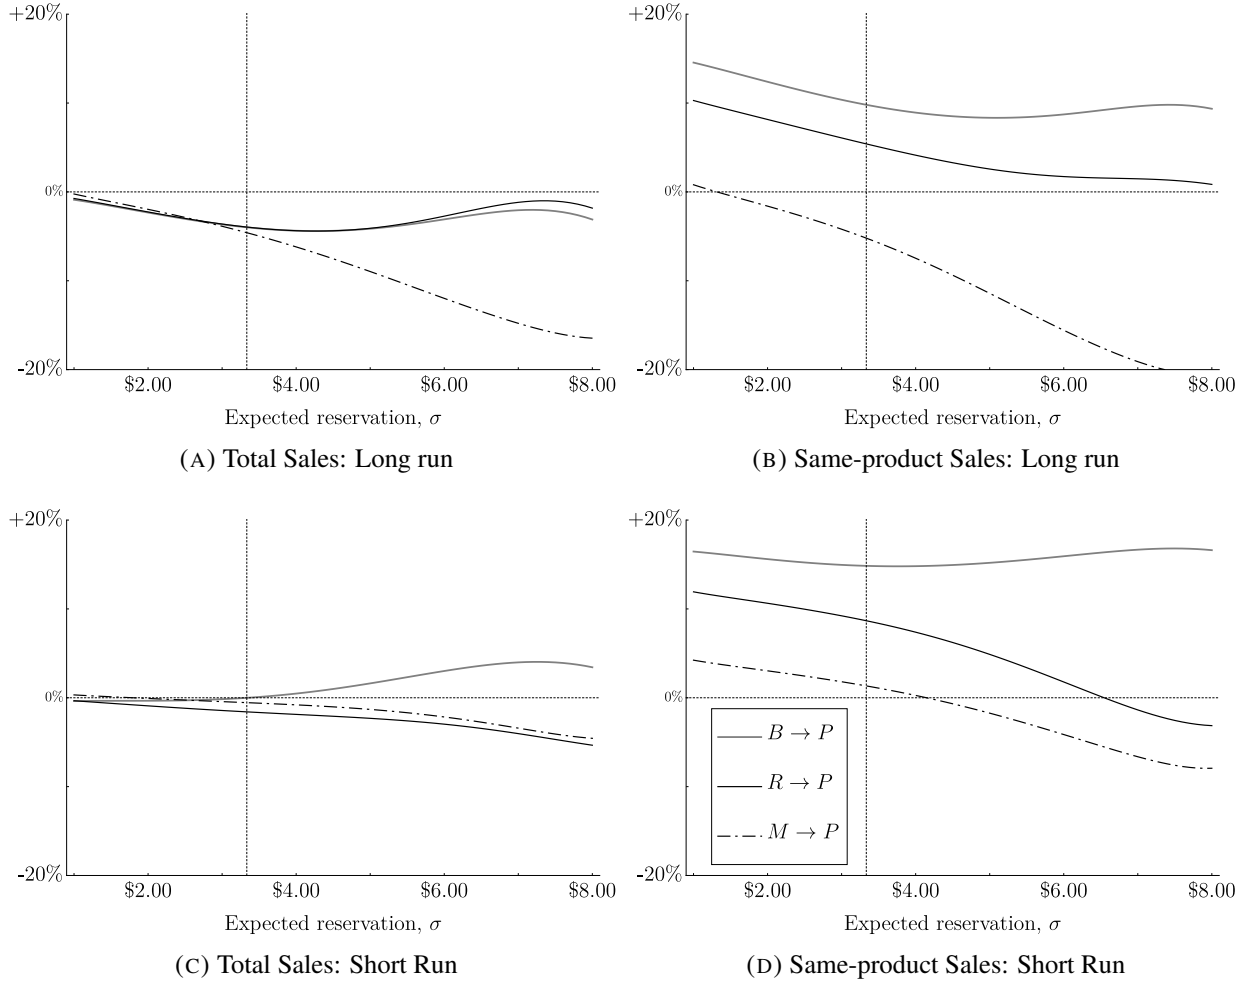 +20%
0%
-20%
$2.00 $4.00 $6.00 $8.00
Expected reservation, σ
(A) Total Sales: Long run
+20%
0%
-20%
$2.00 $4.00 $6.00 $8.00
Expected reservation, σ
(B) Same-product Sales: Long run
+20%
0%
-20%
$2.00 $4.00 $6.00 $8.00
Expected reservation, σ
(C) Total Sales: Short Run
+20%
0%
-20%
B → P
R → P
M → P
$2.00 $4.00 $6.00 $8.00
Expected reservation, σ
(D) Same-product Sales: Short Run